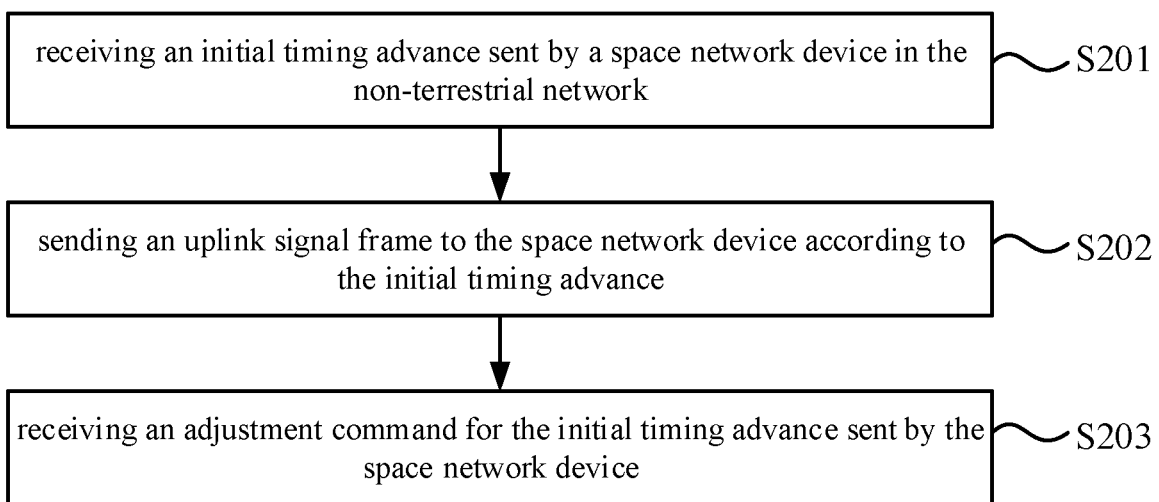 receiving an initial timing advance sent by a space network device in the
non-terrestrial network
S201
sending an uplink signal frame to the space network device according to
the initial timing advance
S202
receiving an adjustment command for the initial timing advance sent by the
space network device
S203